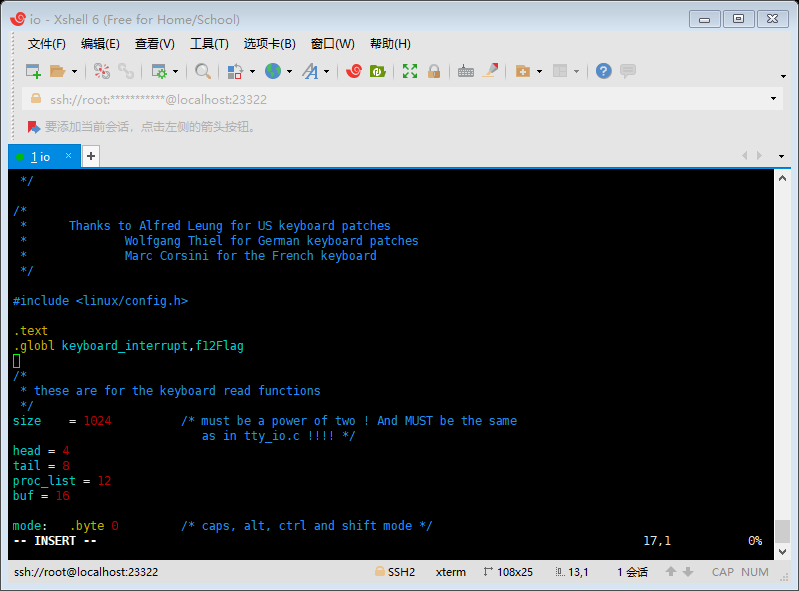 io - Xshell 6 (Free for Home/School)
文件(F) 编辑(E) 查看(V) 工具(T) 选项卡(B) 窗口(W) 帮助(H)
ssh://root:***********@localhost:23322
要添加当前会话，点击左侧的箭头按钮。
1 io × +
 */
/*
 *      Thanks to Alfred Leung for US keyboard patches
 *              Wolfgang Thiel for German keyboard patches
 *              Marc Corsini for the French keyboard
 */
#include <linux/config.h>
.text
.globl keyboard_interrupt,f12Flag
/*
 * these are for the keyboard read functions
 */
size    = 1024          /* must be a power of two ! And MUST be the same
                           as in tty_io.c !!!! */
head = 4
tail = 8
proc_list = 12
buf = 16
mode:   .byte 0         /* caps, alt, ctrl and shift mode */
-- INSERT --                                                                              17,1           0%
ssh://root@localhost:23322 SSH2 xterm 108x25 13,1 1 会话 CAP NUM